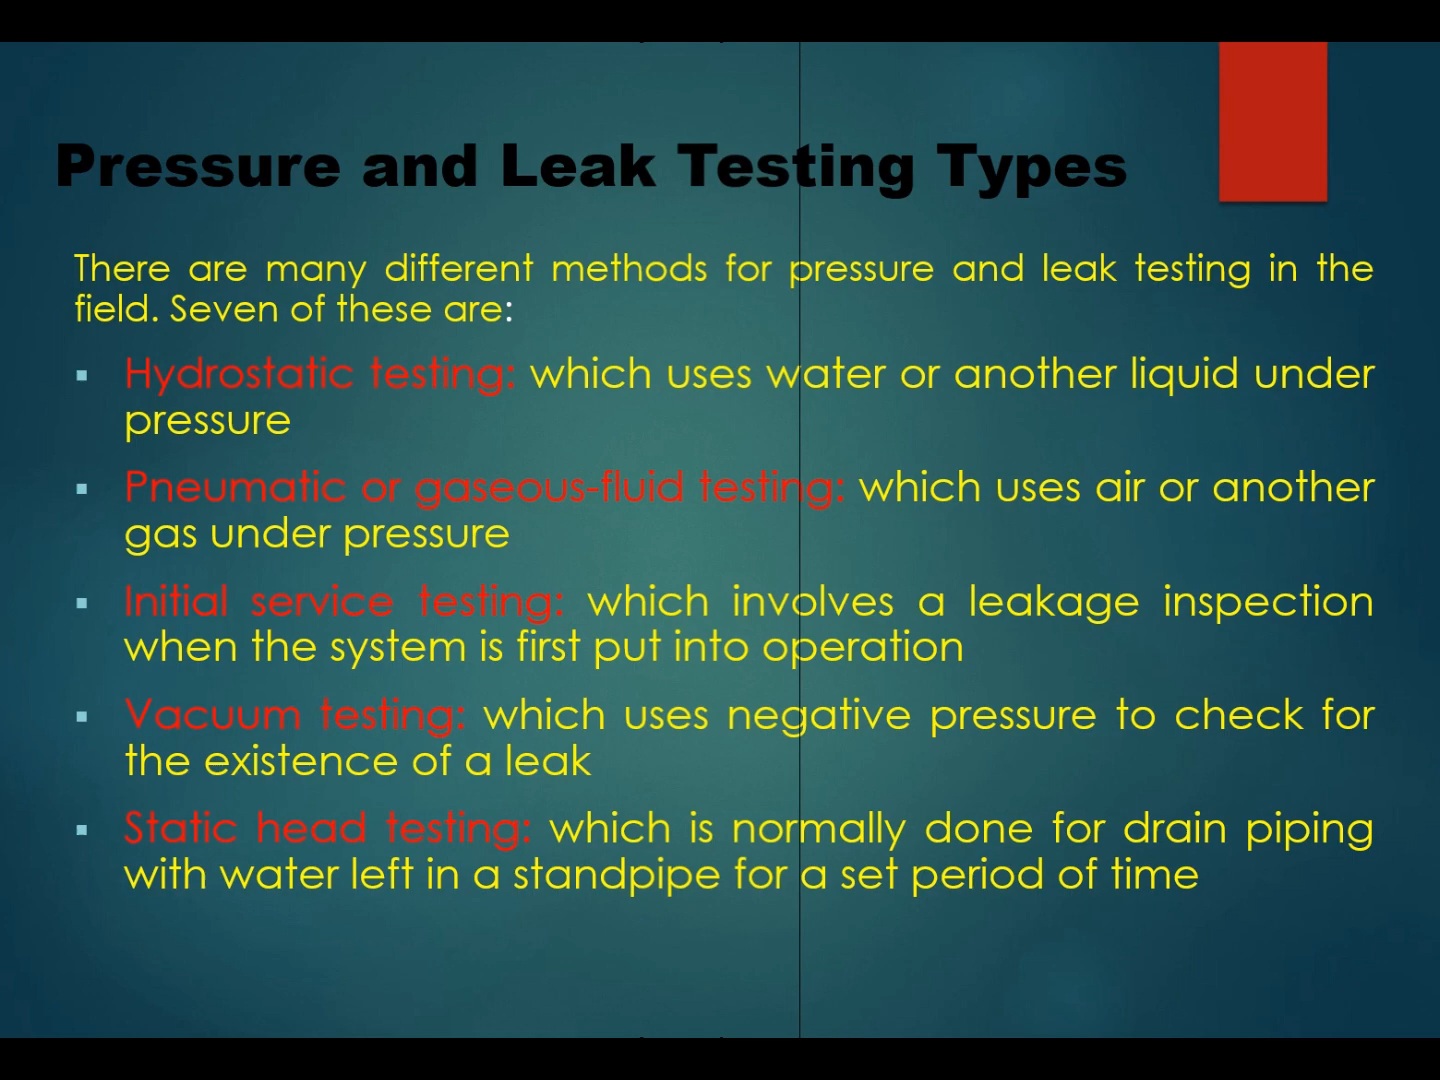 Pressure and Leak Testing Types
There are many different methods for pressure and leak testing in the
field. Seven of these are:
▪ Hydrostatic testing: which uses water or another liquid under
pressure
▪ Pneumatic or gaseous-fluid testing: which uses air or another
gas under pressure
▪ Initial service testing: which involves a leakage inspection
when the system is first put into operation
▪ Vacuum testing: which uses negative pressure to check for
the existence of a leak
▪ Static head testing: which is normally done for drain piping
with water left in a standpipe for a set period of time